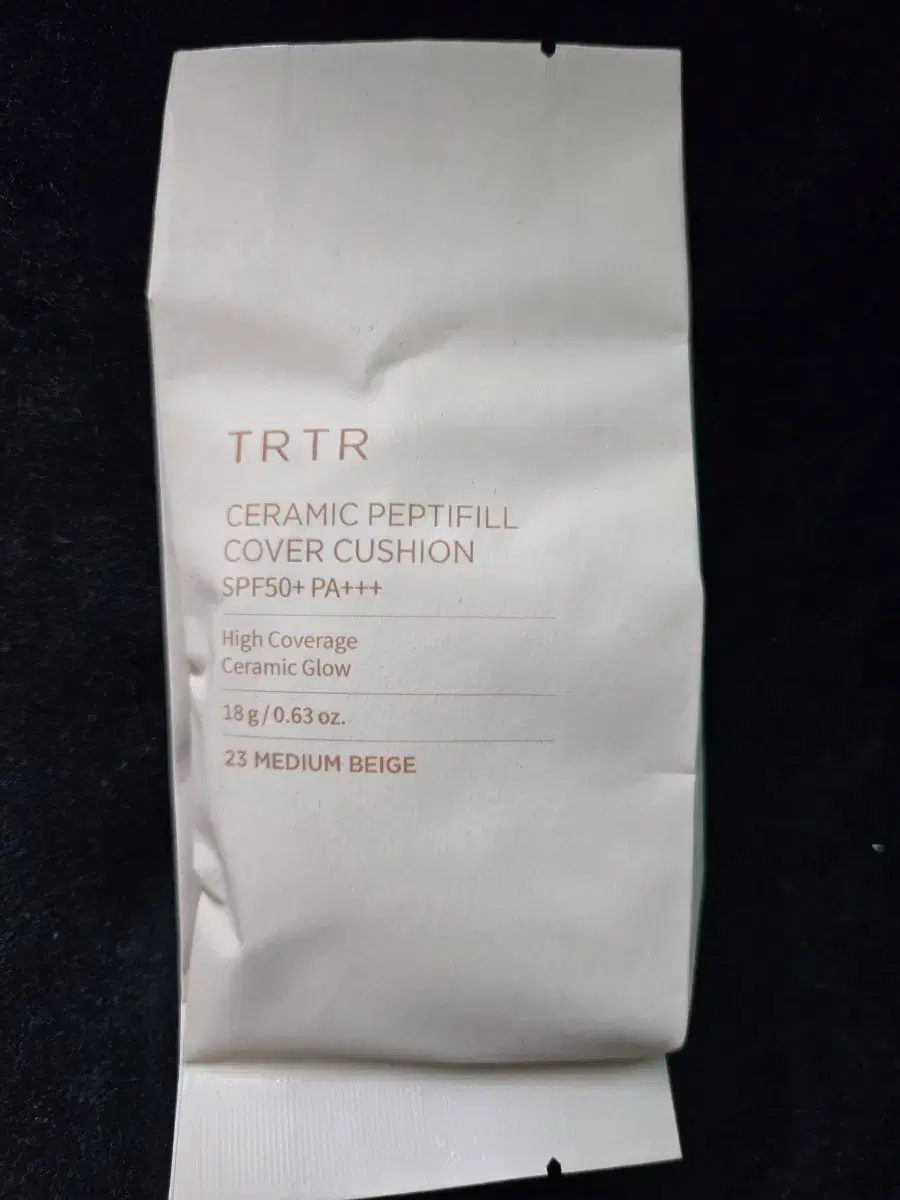 TRTR
CERAMIC PEPTIFILL
COVER CUSHION
SPF50+ PA+++
High Coverage
Ceramic Glow
18 g / 0.63 oz.
23 MEDIUM BEIGE